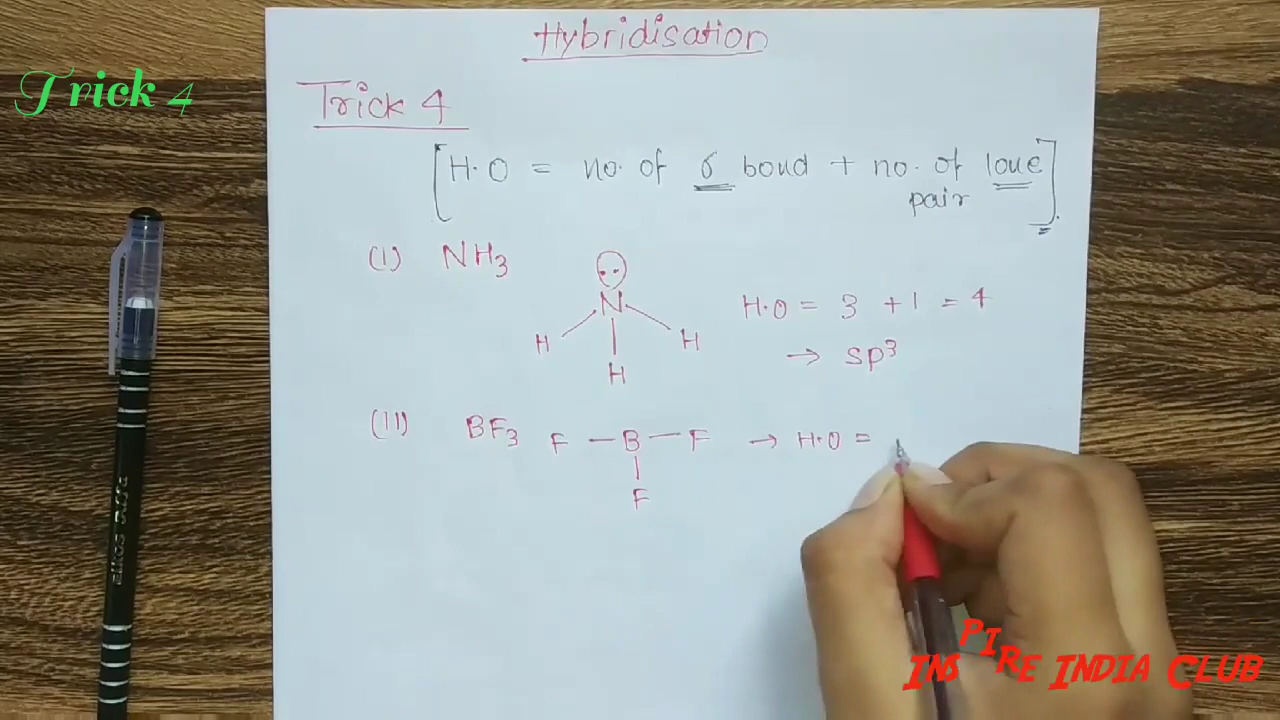 Hybridisation
Trick 4
Trick 4
[H.O = no. of σ bond + no. of lone pair]
(I) NH3
N
H H
H
H.O = 3 + 1 = 4
→ sp³
(II) BF3 F — B — F → H.O =
F
INSPIRE INDIA CLUB